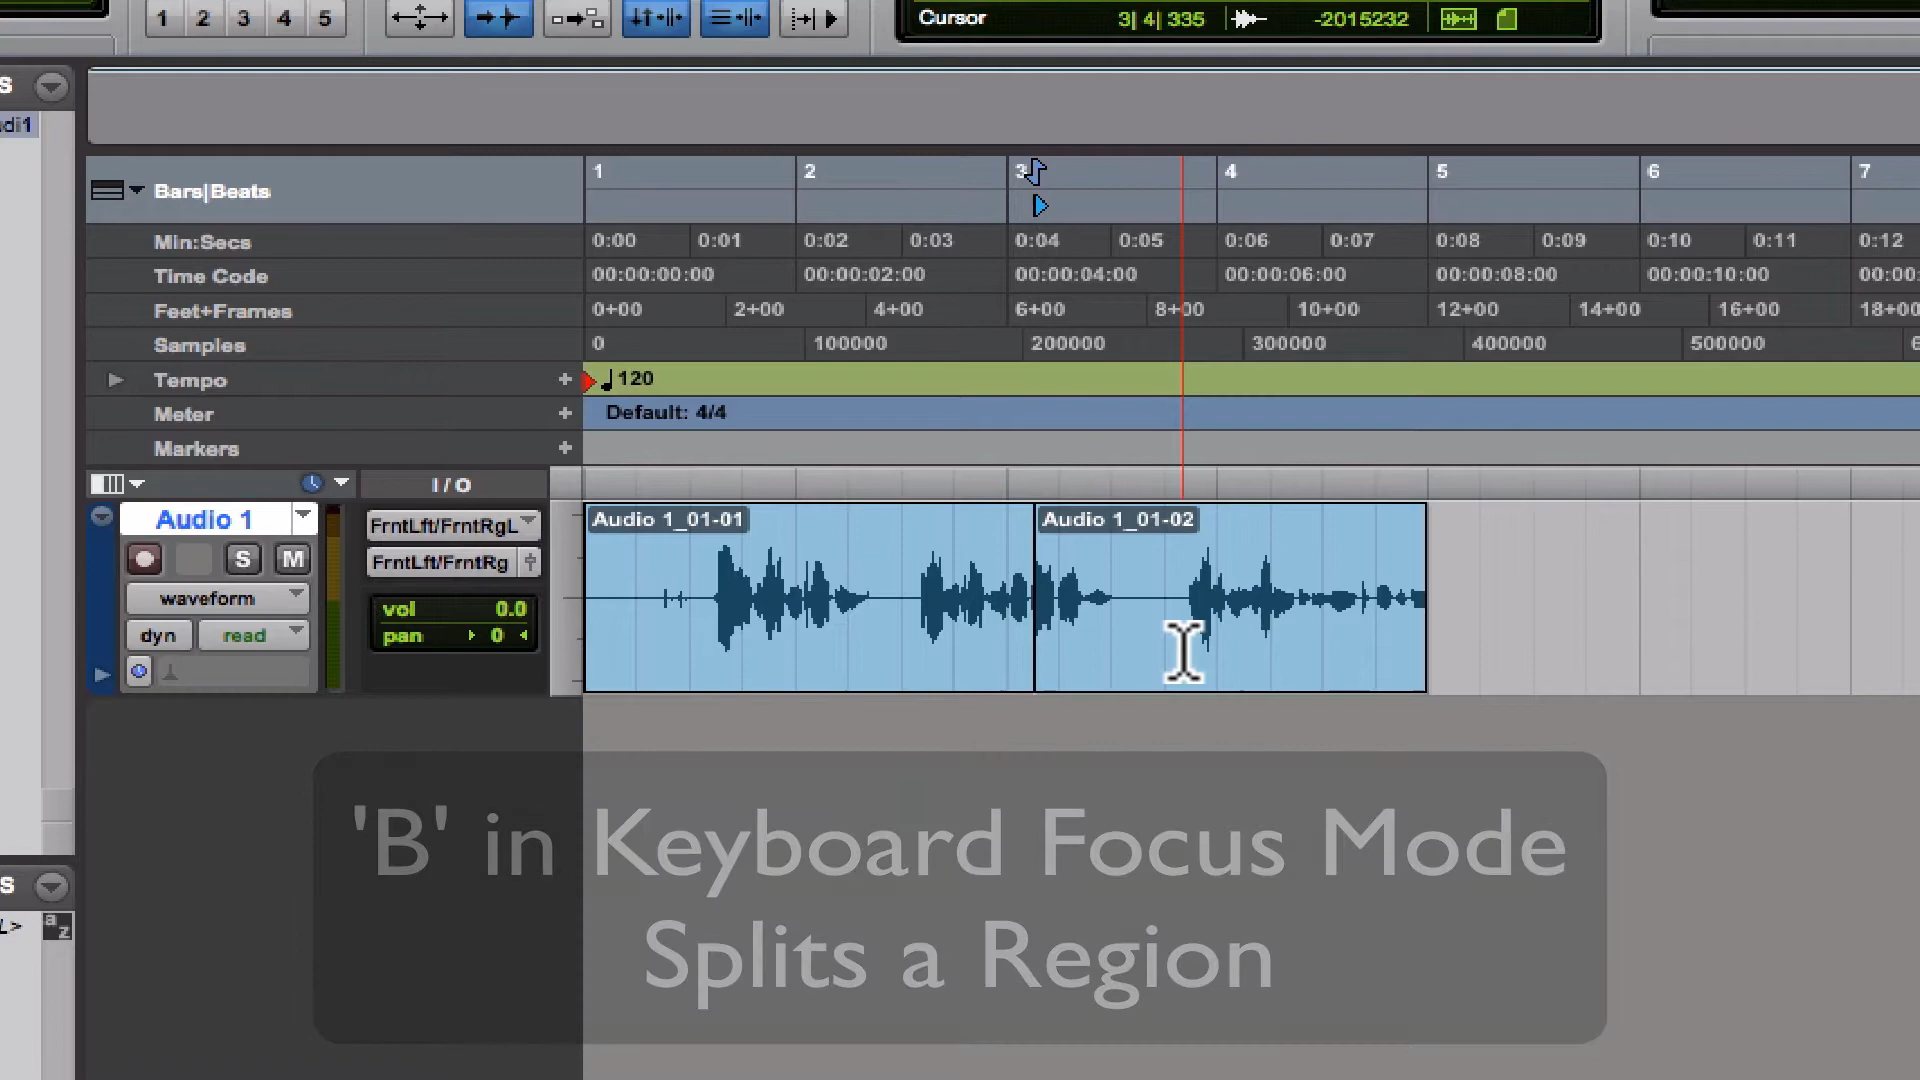 1 2 3 4 5
Cursor 3| 4| 335 -2015232
S
udi1
Bars|Beats 1 2 3 4 5 6 7
Min:Secs 0:00 0:01 0:02 0:03 0:04 0:05 0:06 0:07 0:08 0:09 0:10 0:11 0:12
Time Code 00:00:00:00 00:00:02:00 00:00:04:00 00:00:06:00 00:00:08:00 00:00:10:00 00:00:
Feet+Frames 0+00 2+00 4+00 6+00 8+00 10+00 12+00 14+00 16+00 18+00
Samples 0 100000 200000 300000 400000 500000
Tempo + 120
Meter + Default: 4/4
Markers +
I / O
Audio 1 FrntLft/FrntRgL Audio 1_01-01 Audio 1_01-02
S M FrntLft/FrntRg
waveform vol 0.0
dyn read pan 0
'B' in Keyboard Focus Mode
Splits a Region
S
L> a z